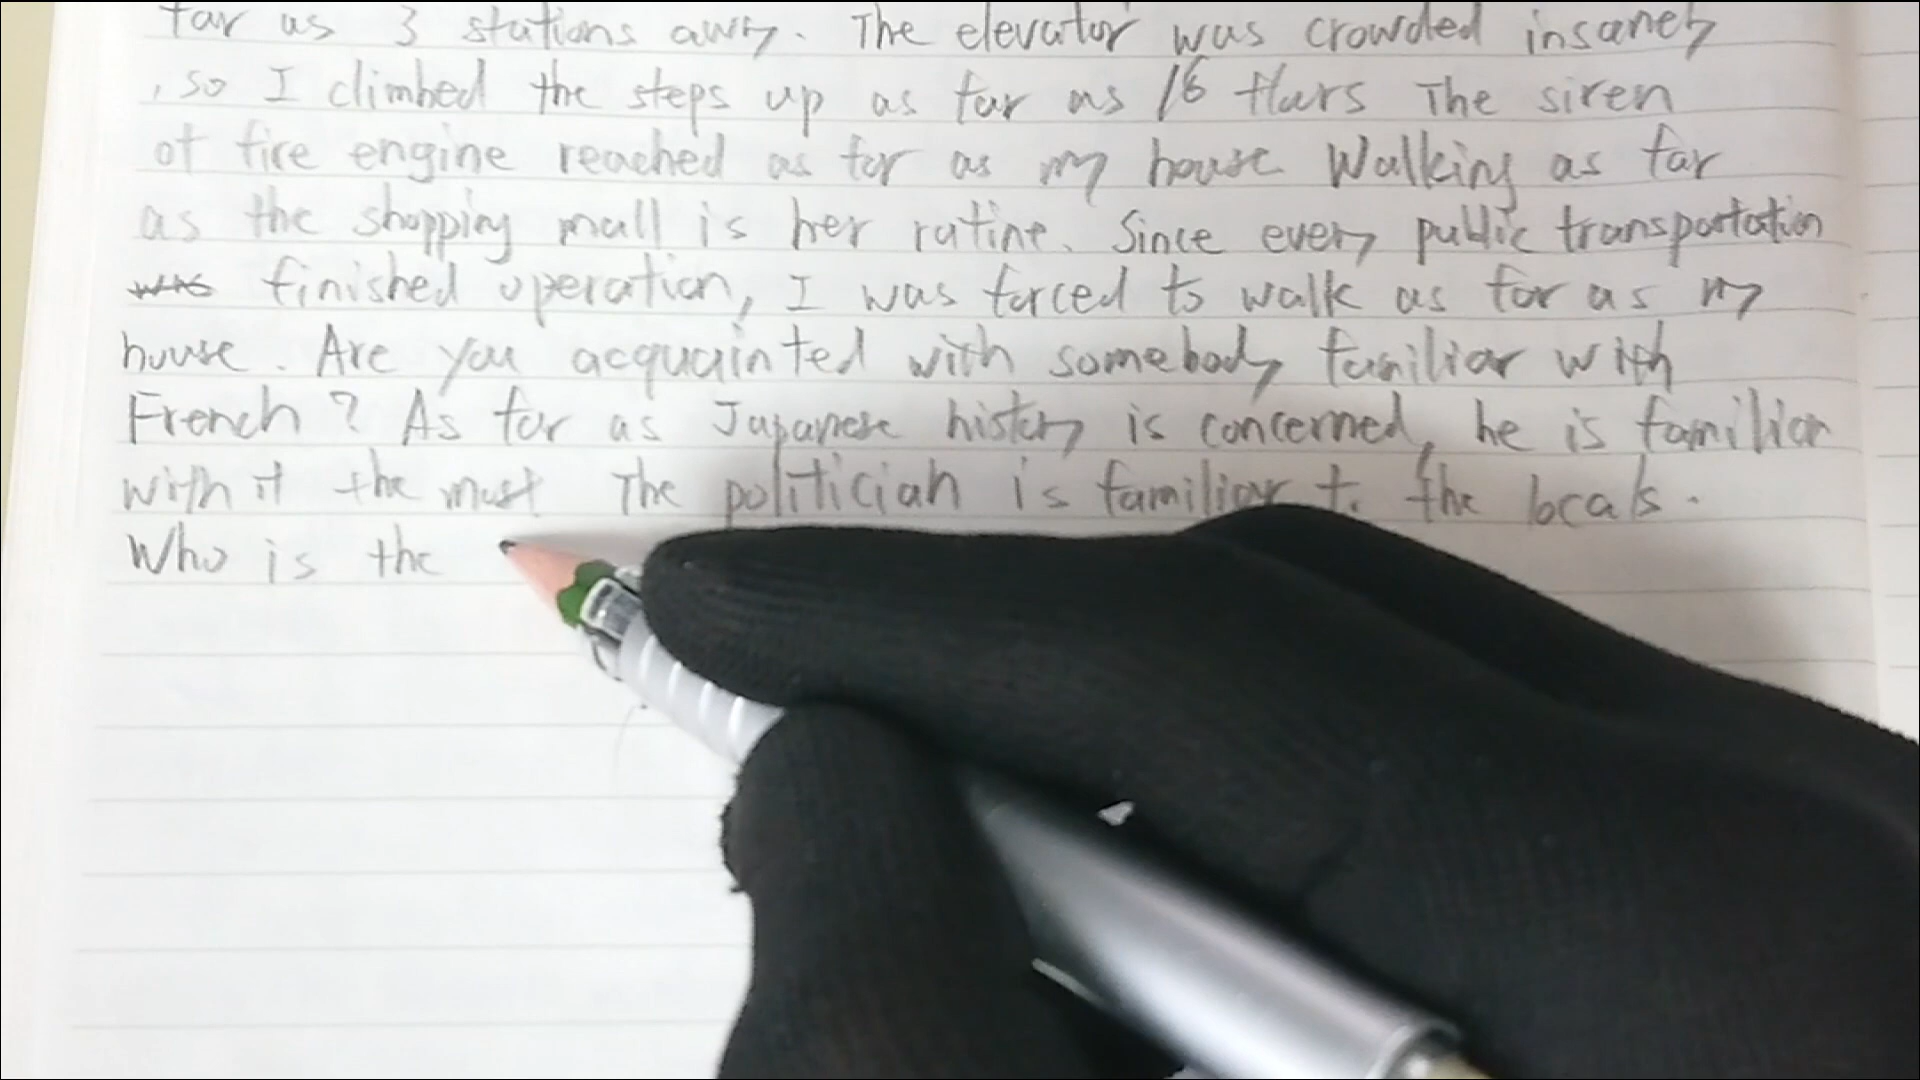 far as 3 stations away. The elevator was crowded insanely
, so I climbed the steps up as far as 16 floors The siren
of fire engine reached as far as my house Walking as far
as the shopping mall is her rutine. Since every public transportation
finished operation, I was forced to walk as far as my
house. Are you acquainted with somebody familiar with
French? As far as Japanese history is concerned, he is familiar
with it the most The politician is familiar to the locals.
Who is the